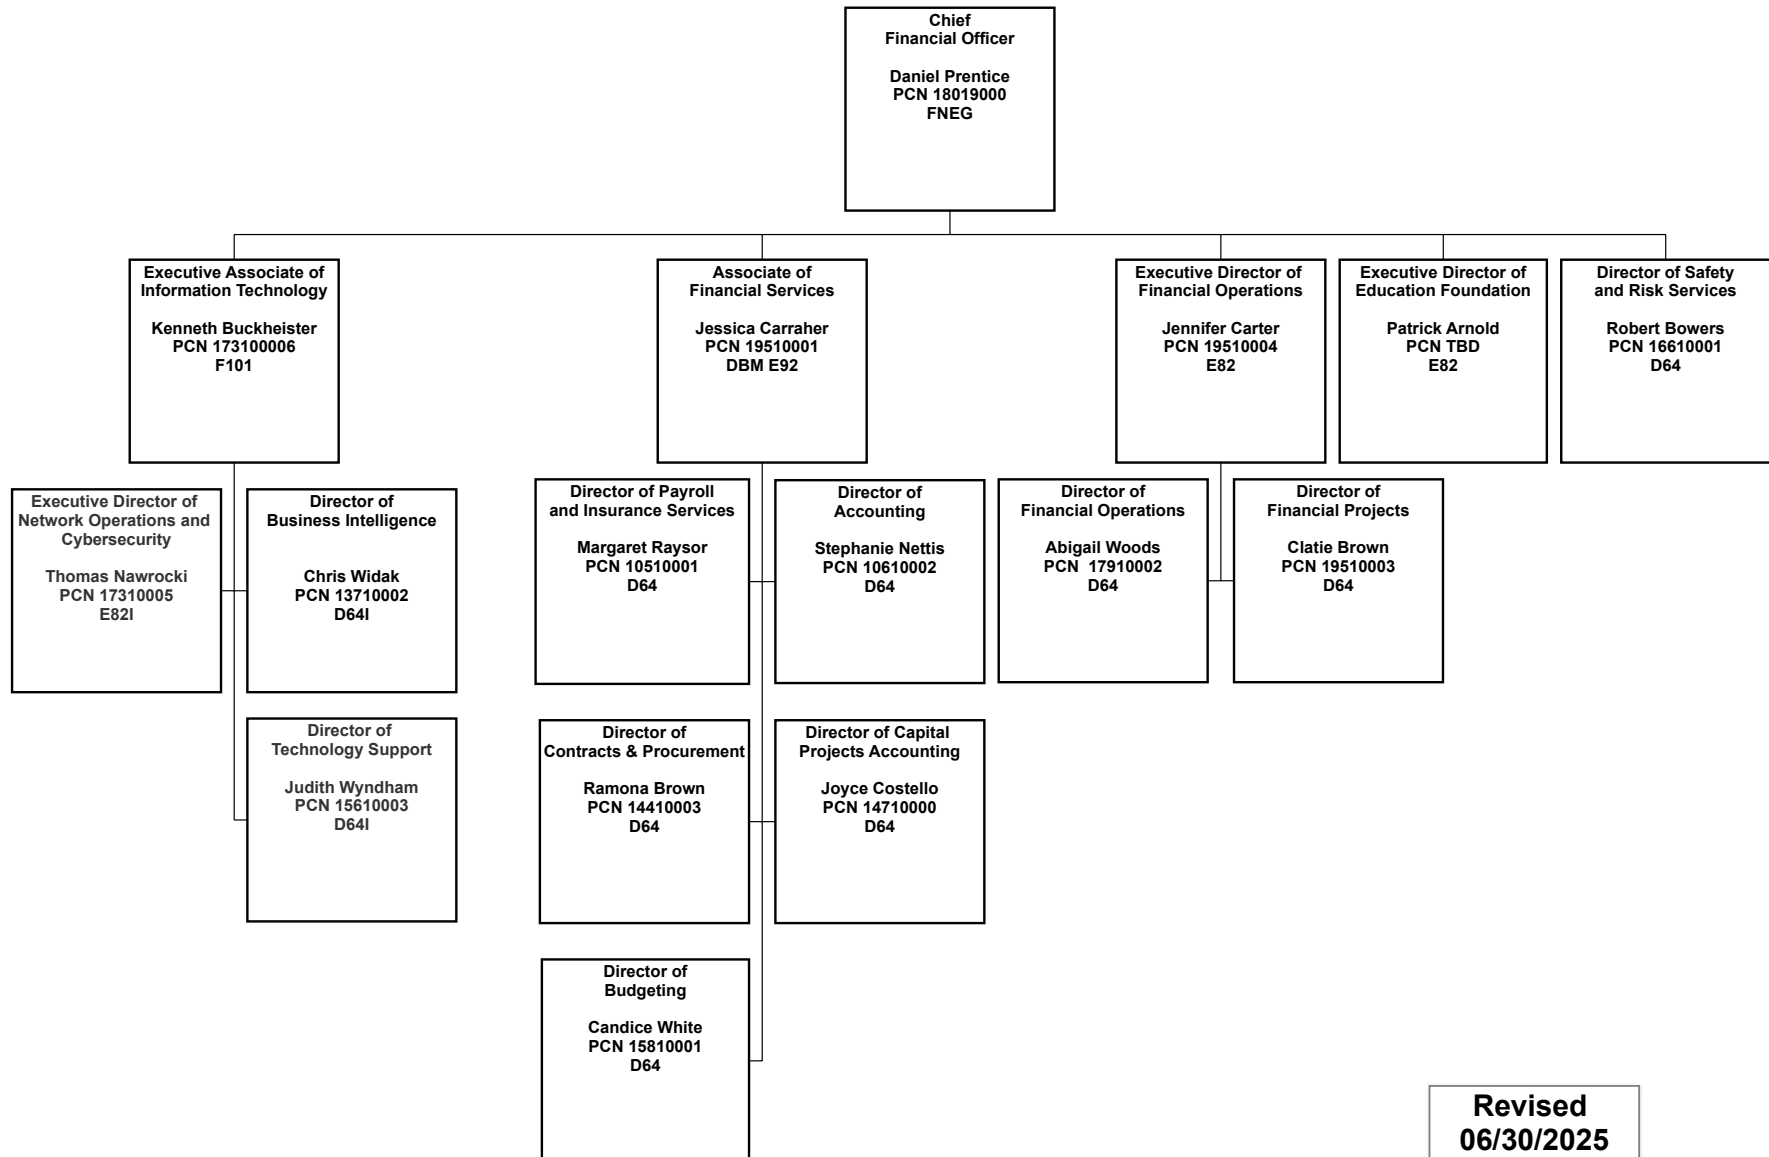 Chief
Financial Officer
Daniel Prentice
PCN 18019000
FNEG
Executive Associate of
Information Technology
Kenneth Buckheister
PCN 173100006
F101
Associate of
Financial Services
Jessica Carraher
PCN 19510001
DBM E92
Executive Director of
Financial Operations
Jennifer Carter
PCN 19510004
E82
Executive Director of
Education Foundation
Patrick Arnold
PCN TBD
E82
Director of Safety
and Risk Services
Robert Bowers
PCN 16610001
D64
Executive Director of
Network Operations and
Cybersecurity
Thomas Nawrocki
PCN 17310005
E82I
Director of
Business Intelligence
Chris Widak
PCN 13710002
D64I
Director of Payroll
and Insurance Services
Margaret Raysor
PCN 10510001
D64
Director of
Accounting
Stephanie Nettis
PCN 10610002
D64
Director of
Financial Operations
Abigail Woods
PCN  17910002
D64
Director of
Financial Projects
Clatie Brown
PCN 19510003
D64
Director of
Technology Support
Judith Wyndham
PCN 15610003
D64I
Director of
Contracts & Procurement
Ramona Brown
PCN 14410003
D64
Director of Capital
Projects Accounting
Joyce Costello
PCN 14710000
D64
Director of
Budgeting
Candice White
PCN 15810001
D64
Revised
06/30/2025